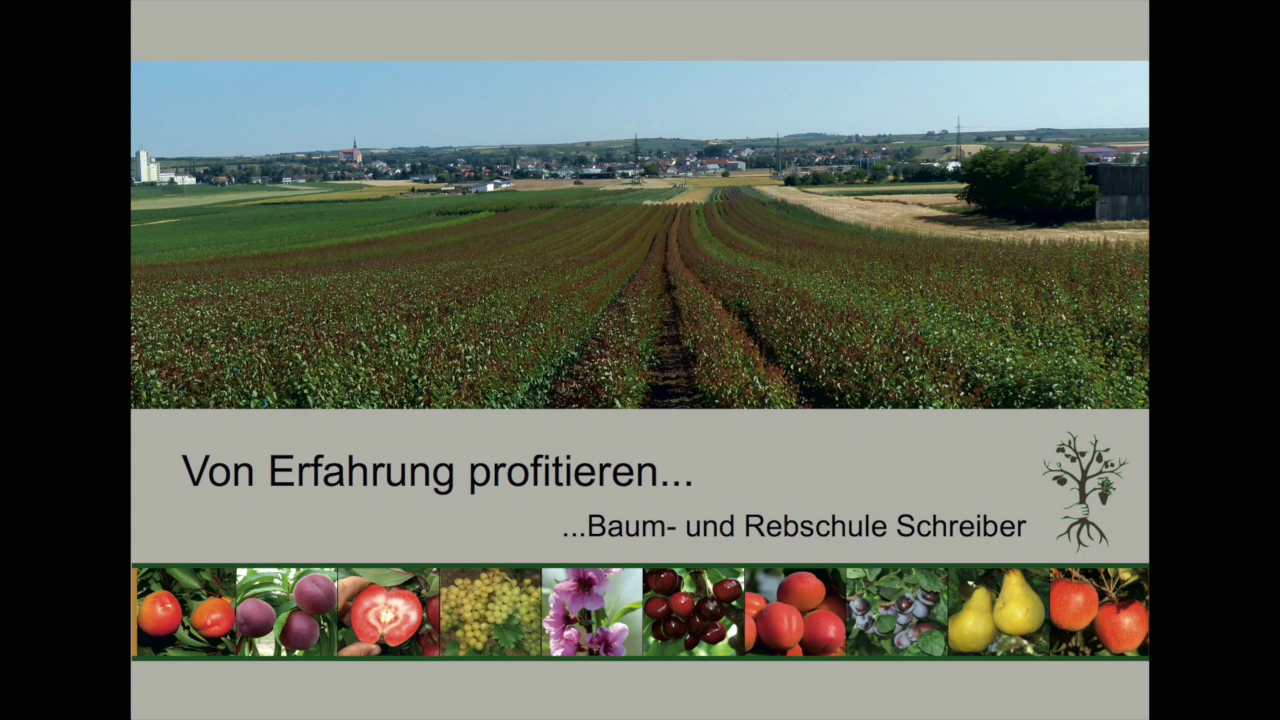 Von Erfahrung profitieren...
...Baum- und Rebschule Schreiber